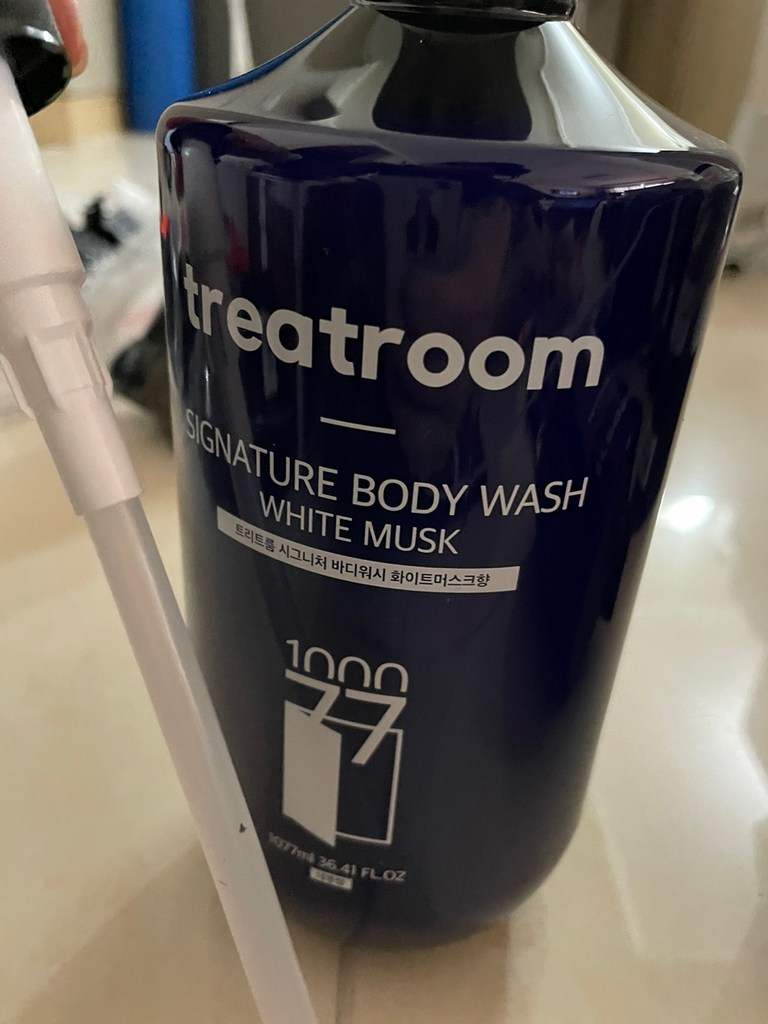 treatroom
SIGNATURE BODY WASH
WHITE MUSK
트리트룸 시그니처 바디워시 화이트머스크향
1000
77
1077ml 36.41 FL.OZ